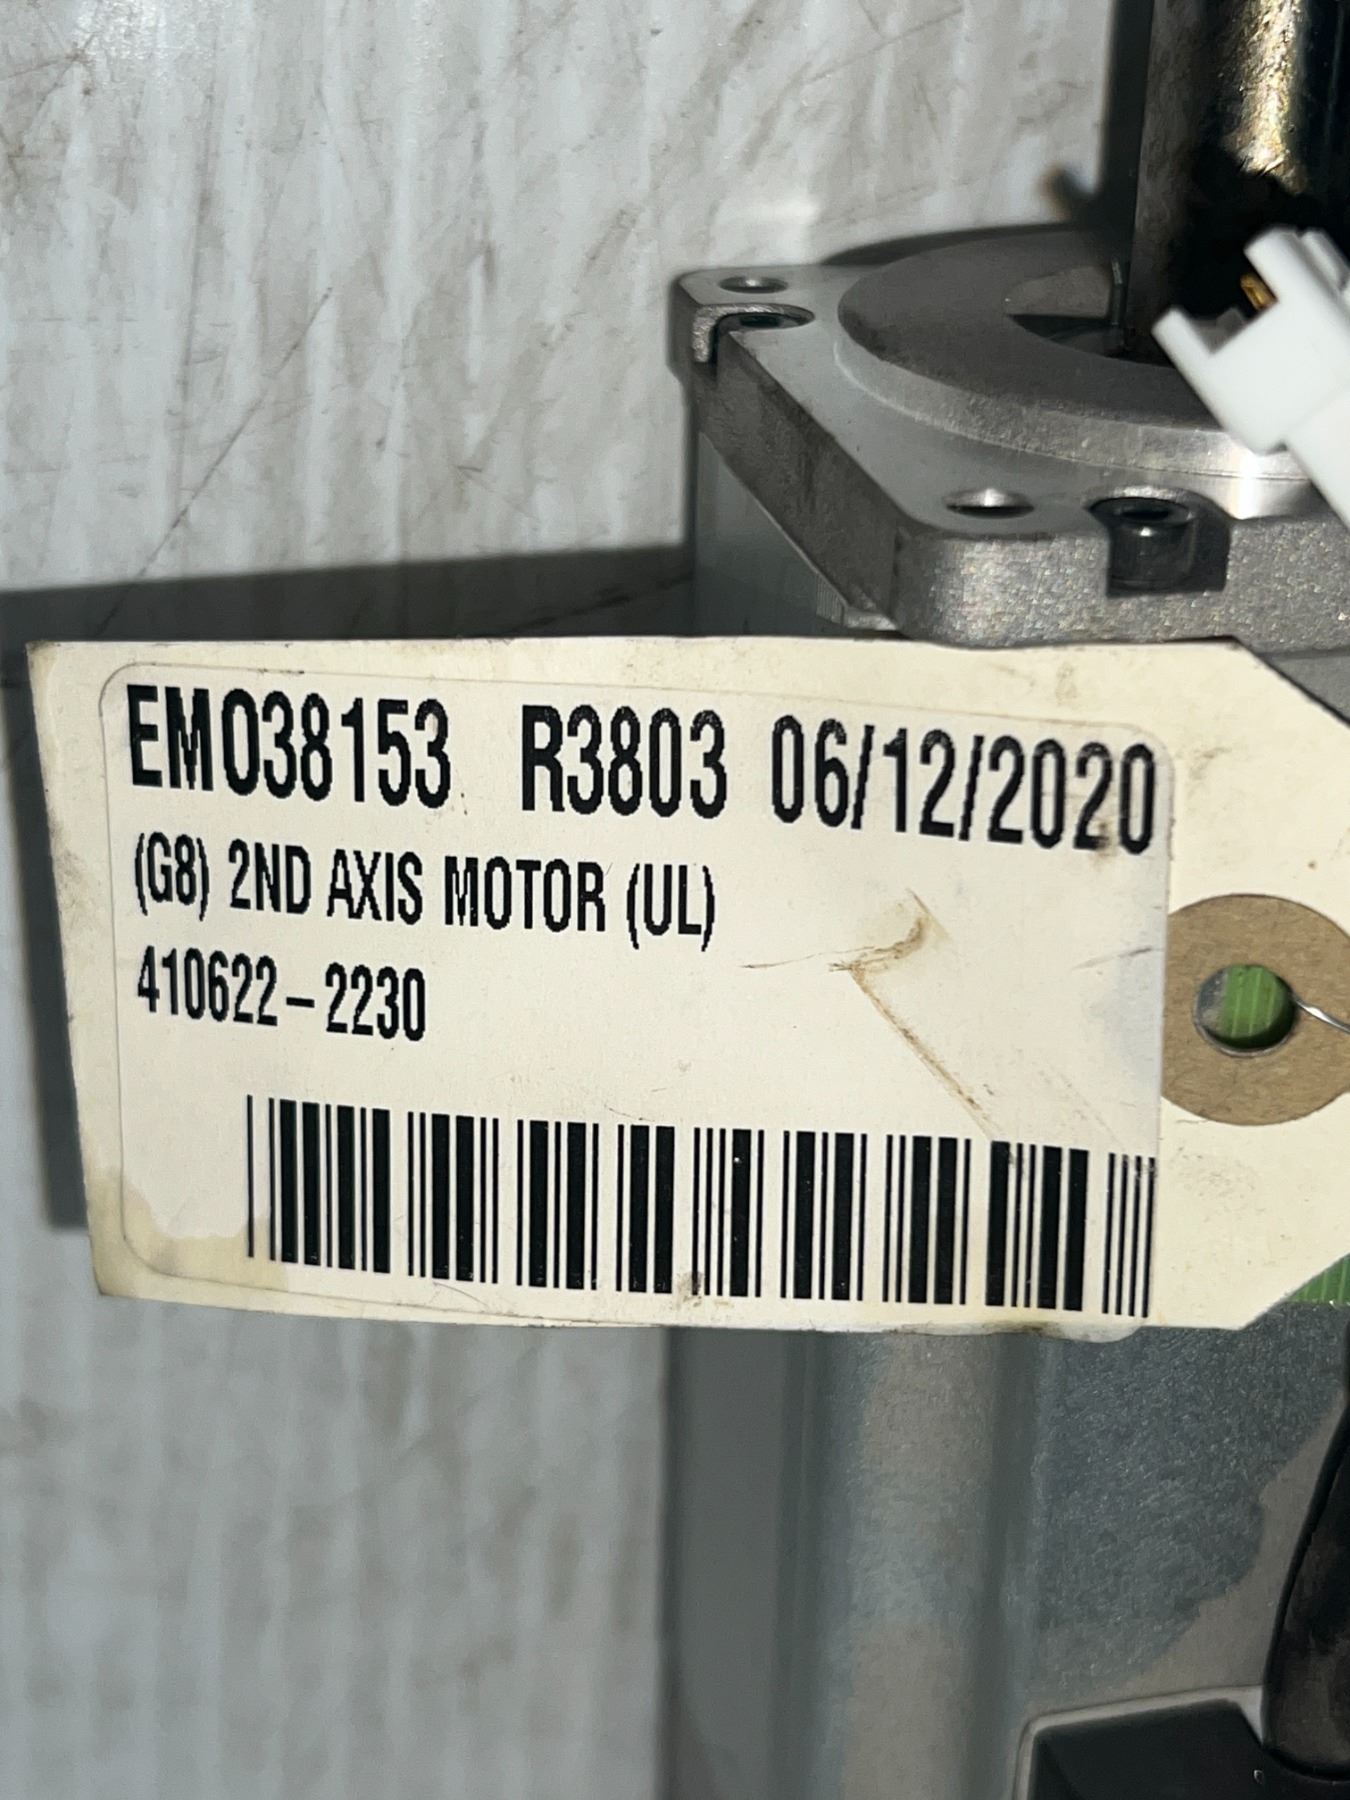 EM038153 R3803 06/12/2020
(G8) 2ND AXIS MOTOR (UL)
410622-2230